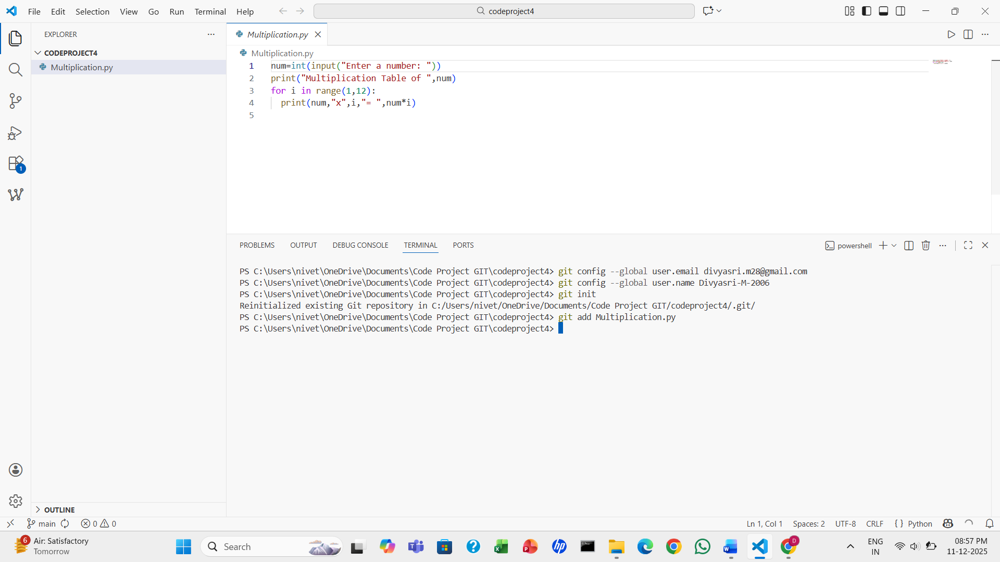 File Edit Selection View Go Run Terminal Help
codeproject4
EXPLORER
CODEPROJECT4
Multiplication.py
1
Multiplication.py
Multiplication.py
1 num=int(input("Enter a number: "))
2 print("Multiplication Table of ",num)
3 for i in range(1,12):
4 print(num,"x",i,"= ",num*i)
5
PROBLEMS OUTPUT DEBUG CONSOLE TERMINAL PORTS
powershell
PS C:\Users\nivet\OneDrive\Documents\Code Project GIT\codeproject4> git config --global user.email divyasri.m28@gmail.com
PS C:\Users\nivet\OneDrive\Documents\Code Project GIT\codeproject4> git config --global user.name Divyasri-M-2006
PS C:\Users\nivet\OneDrive\Documents\Code Project GIT\codeproject4> git init
Reinitialized existing Git repository in C:/Users/nivet/OneDrive/Documents/Code Project GIT/codeproject4/.git/
PS C:\Users\nivet\OneDrive\Documents\Code Project GIT\codeproject4> git add Multiplication.py
PS C:\Users\nivet\OneDrive\Documents\Code Project GIT\codeproject4>
OUTLINE
main 0 0
Ln 1, Col 1 Spaces: 2 UTF-8 CRLF { } Python
6
Air: Satisfactory
Tomorrow
Search
D
ENG
IN
08:57 PM
11-12-2025